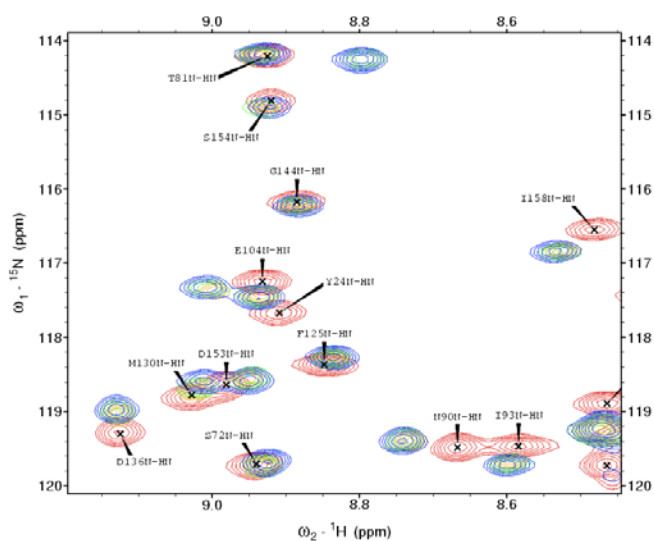 9.0 8.8 8.6
114
T81N-HN
115
S154N-HN
116
G144N-HN
I158N-HN
117
E104N-HN
Y24N-HN
118
F125N-HN
M130N-HN D153N-HN
119
N90N-HN I93N-HN
D136N-HN S72N-HN
120
9.0 8.8 8.6
ω1 - 15N (ppm)
ω2 - 1H (ppm)
114
115
116
117
118
119
120